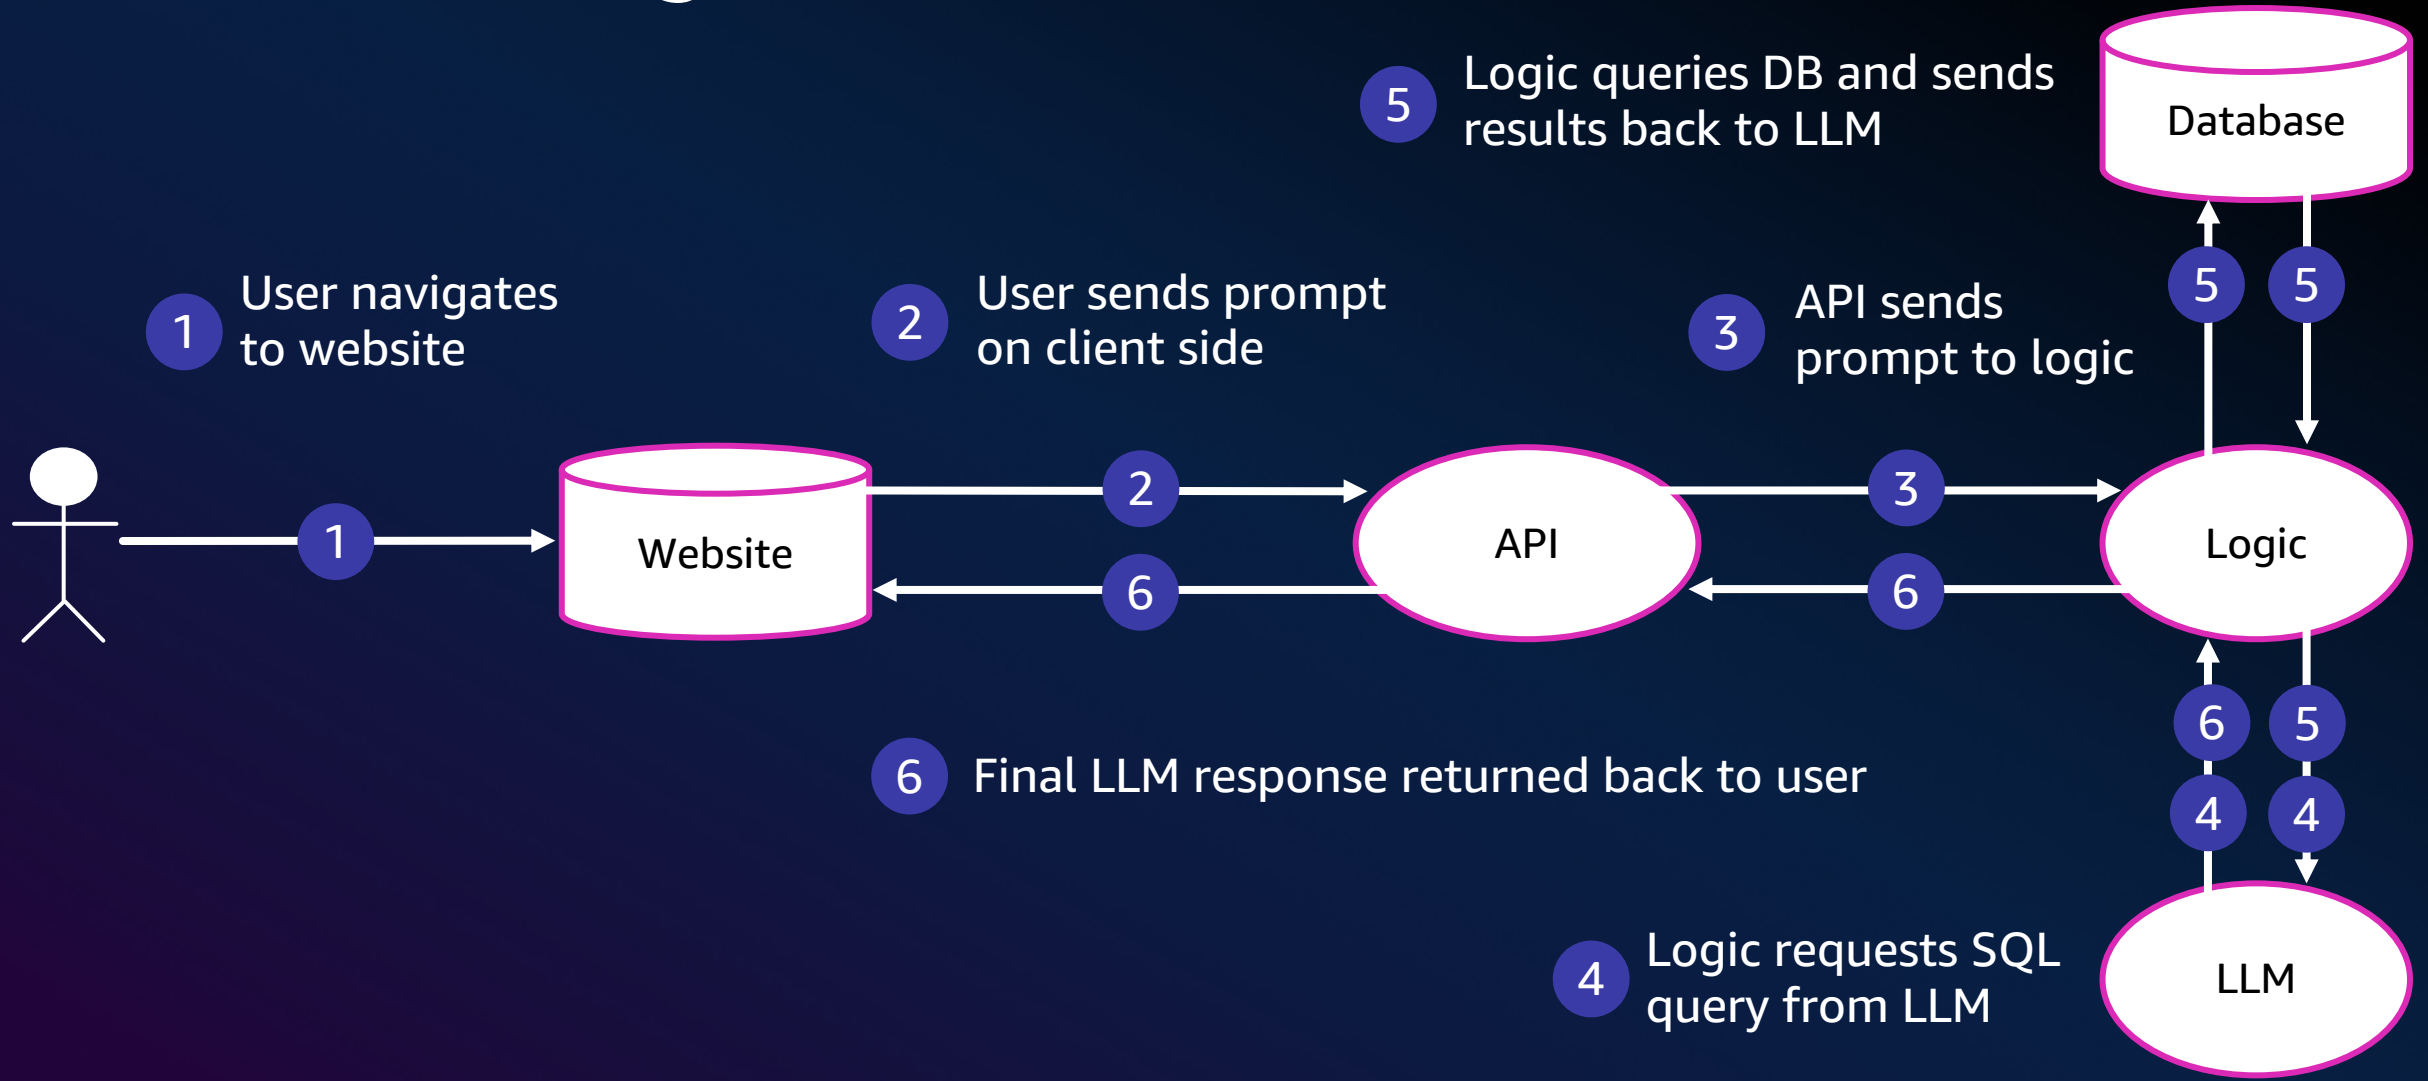 5
Logic queries DB and sends
results back to LLM
Database
1
User navigates
to website
2
User sends prompt
on client side
3
API sends
prompt to logic
5
5
1
Website
2
6
API
3
6
Logic
6
5
4
4
6
Final LLM response returned back to user
4
Logic requests SQL
query from LLM
LLM